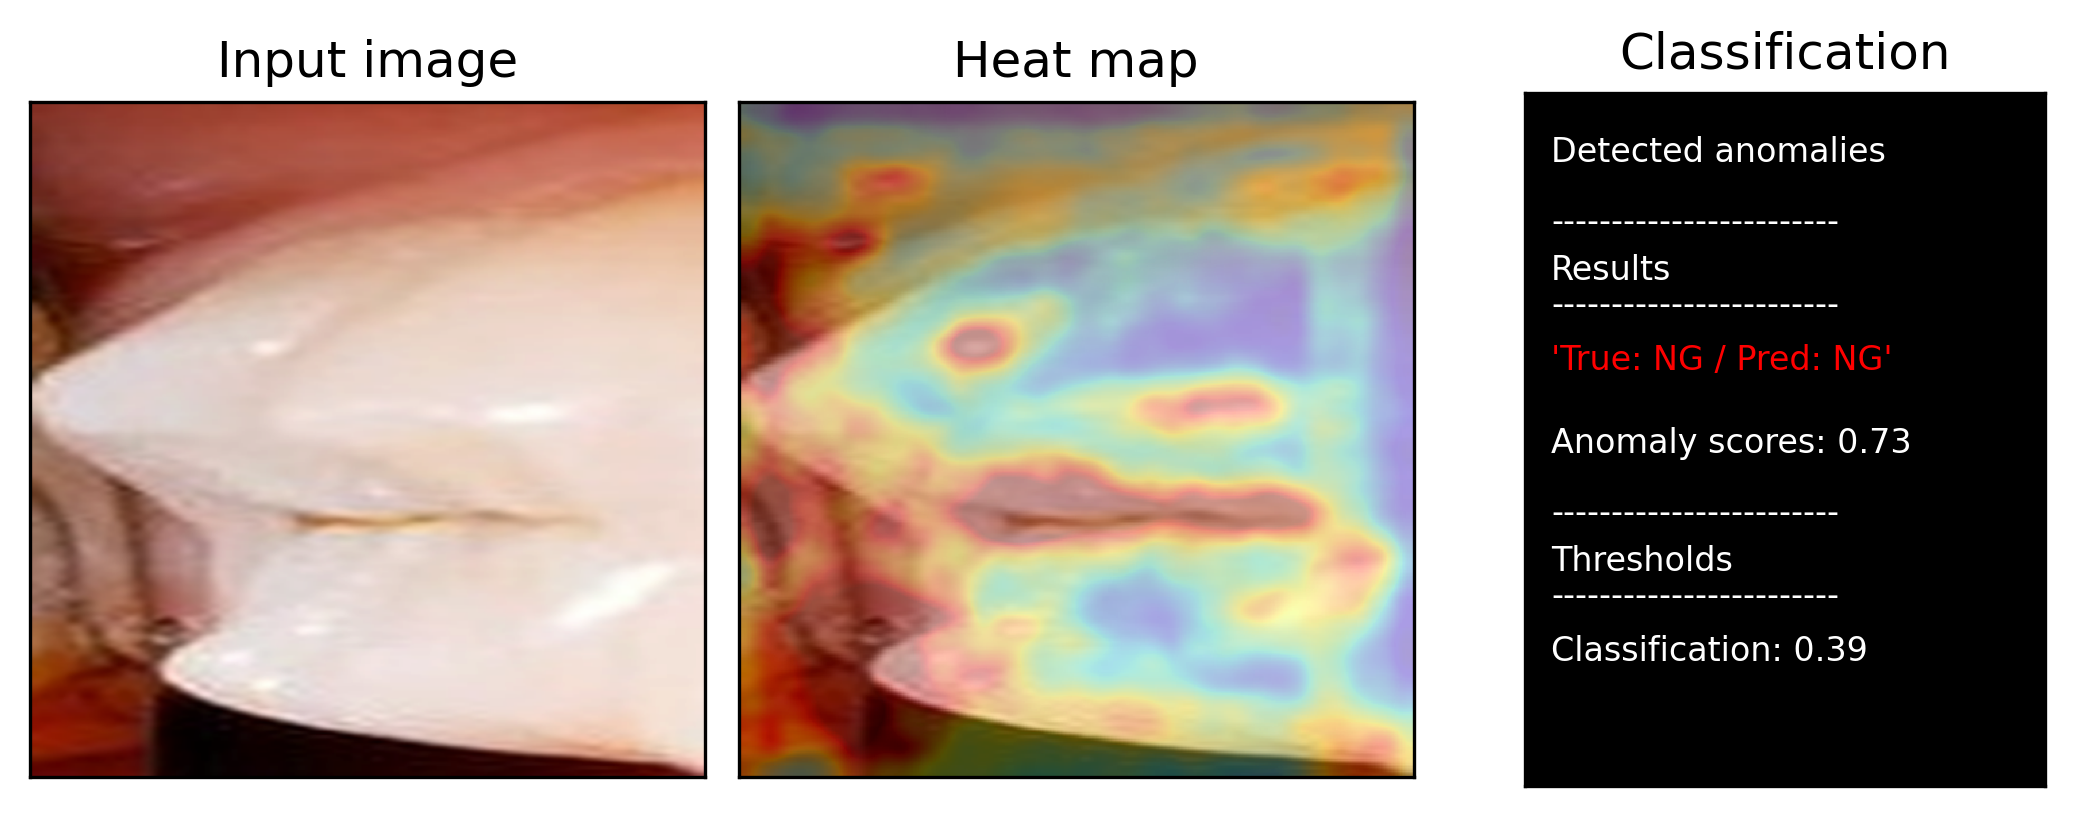 Input image
Heat map
Classification
Detected anomalies
------------------------
Results
------------------------
'True: NG / Pred: NG'
Anomaly scores: 0.73
------------------------
Thresholds
------------------------
Classification: 0.39